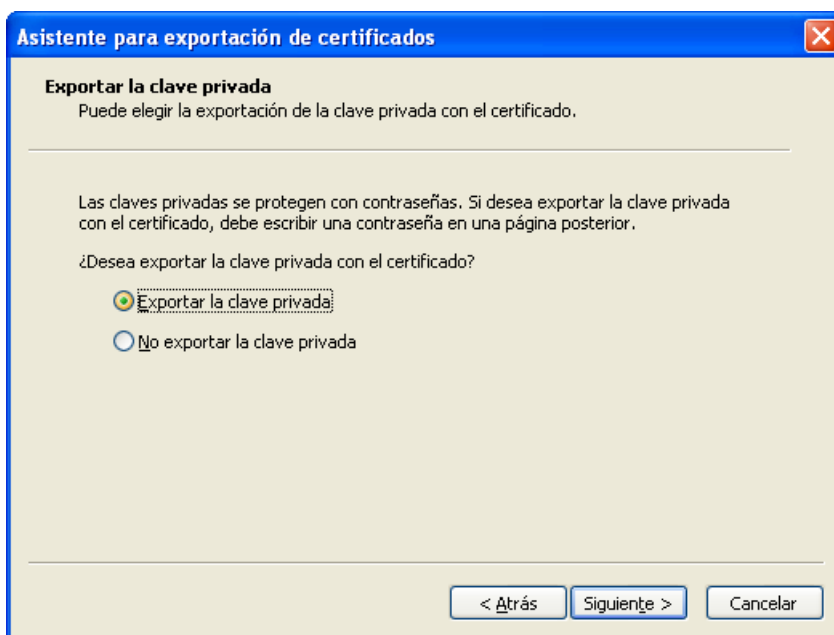 Asistente para exportación de certificados
Exportar la clave privada
Puede elegir la exportación de la clave privada con el certificado.
Las claves privadas se protegen con contraseñas. Si desea exportar la clave privada
con el certificado, debe escribir una contraseña en una página posterior.
¿Desea exportar la clave privada con el certificado?
Exportar la clave privada
No exportar la clave privada
< Atrás Siguiente > Cancelar